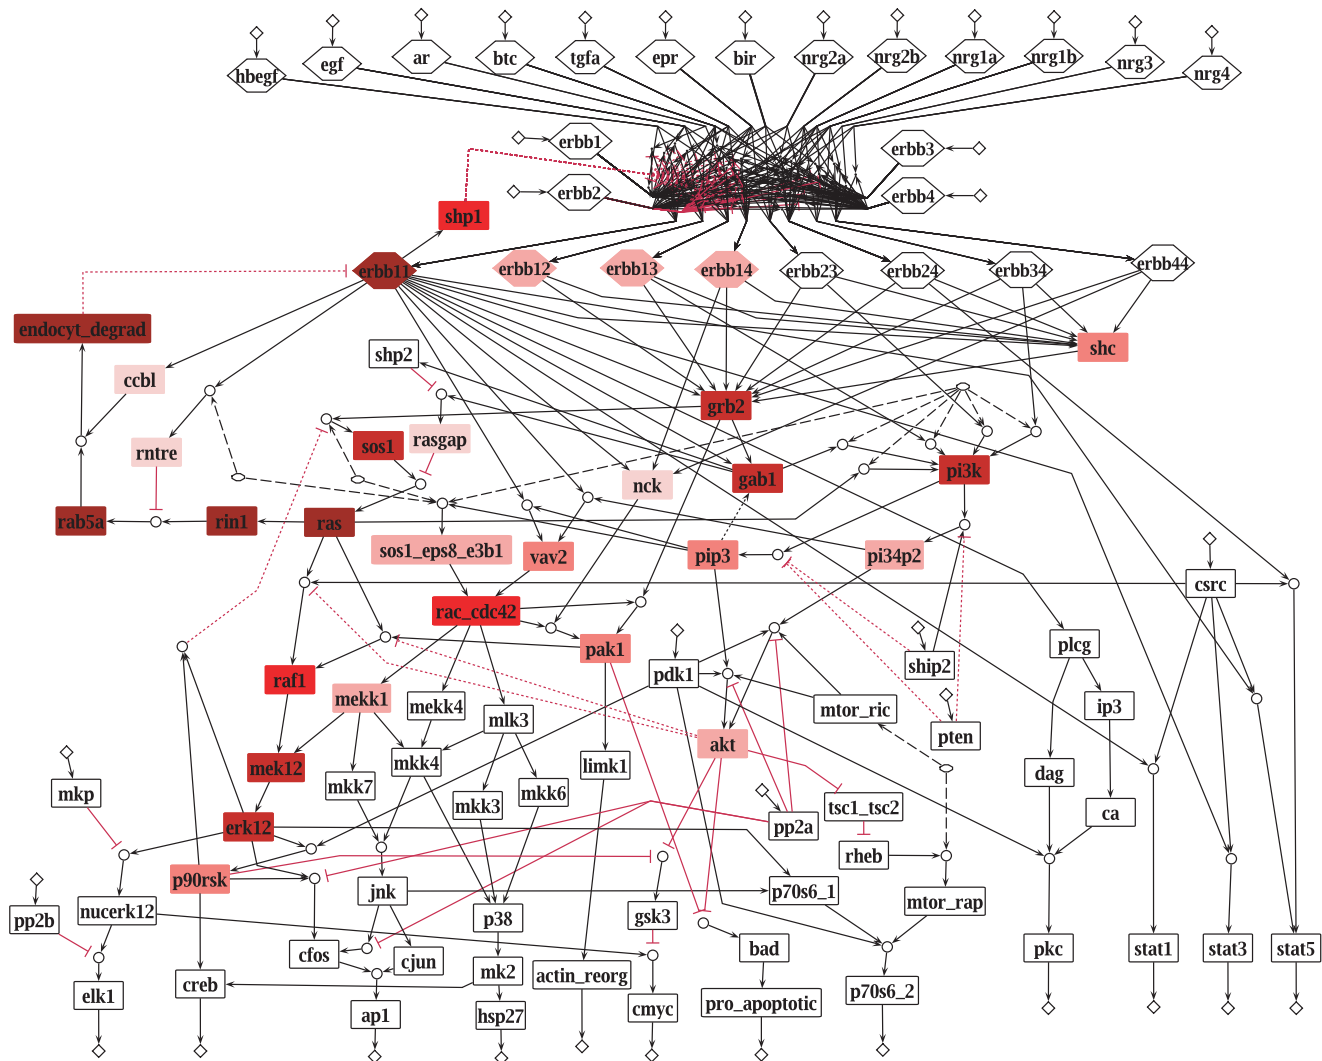 hbegf
egf
ar
btc
tgfa
epr
bir
nrg2a
nrg2b
nrg1a
nrg1b
nrg3
nrg4
erbb1
erbb3
erbb2
erbb4
shp1
erbb11
erbb12
erbb13
erbb14
erbb23
erbb24
erbb34
erbb44
endocyt_degrad
shp2
shc
ccbl
grb2
rntre
sos1
rasgap
nck
gab1
pi3k
rab5a
rin1
ras
sos1_eps8_e3b1
vav2
pip3
pi34p2
csrc
rac_cdc42
pak1
plcg
ship2
raf1
mekk1
mekk4
pdk1
mtor_ric
ip3
mlk3
pten
akt
mek12
mkk4
limk1
dag
mkp
mkk7
mkk3
mkk6
tsc1_tsc2
ca
erk12
pp2a
rheb
p90rsk
jnk
p70s6_1
mtor_rap
pp2b
nucerk12
p38
gsk3
cfos
cjun
bad
pkc
stat1
stat3
stat5
creb
mk2
actin_reorg
elk1
p70s6_2
ap1
hsp27
cmyc
pro_apoptotic